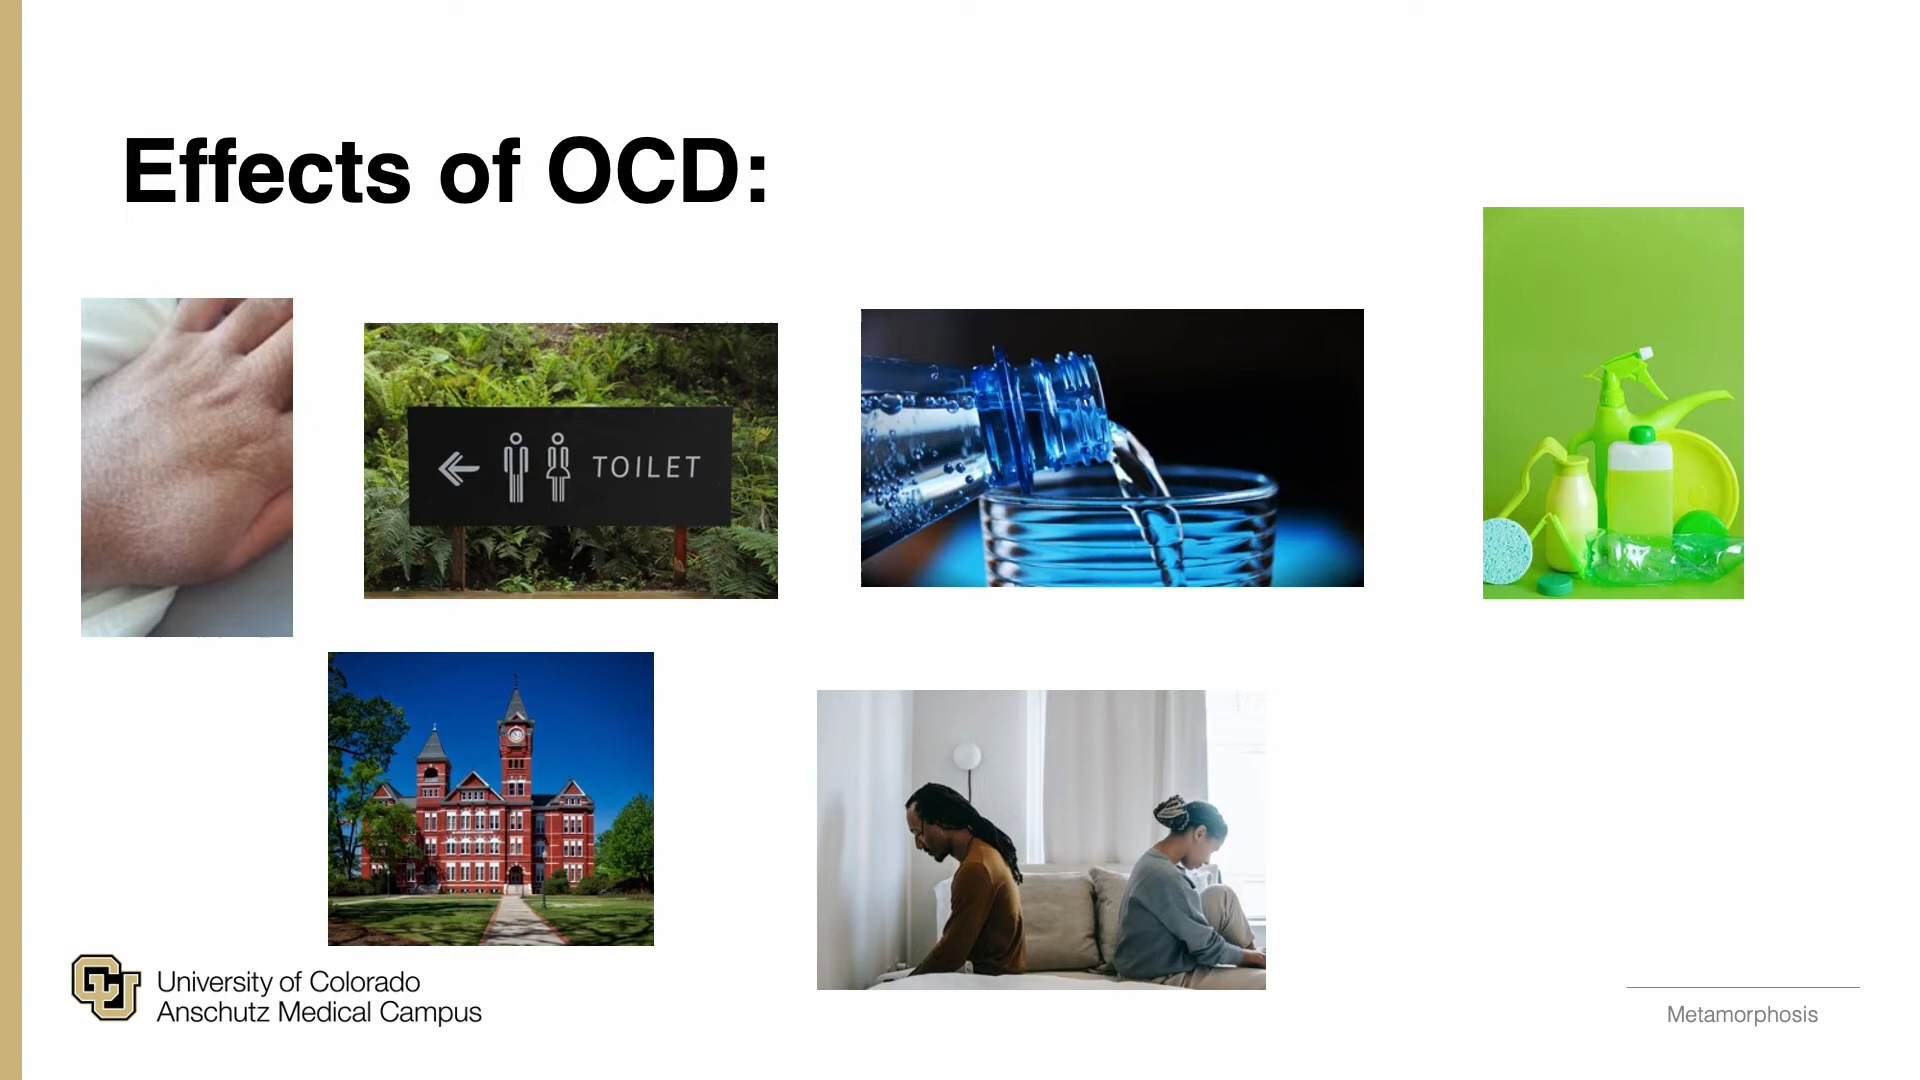 Effects of OCD:
TOILET
University of Colorado
Anschutz Medical Campus
Metamorphosis